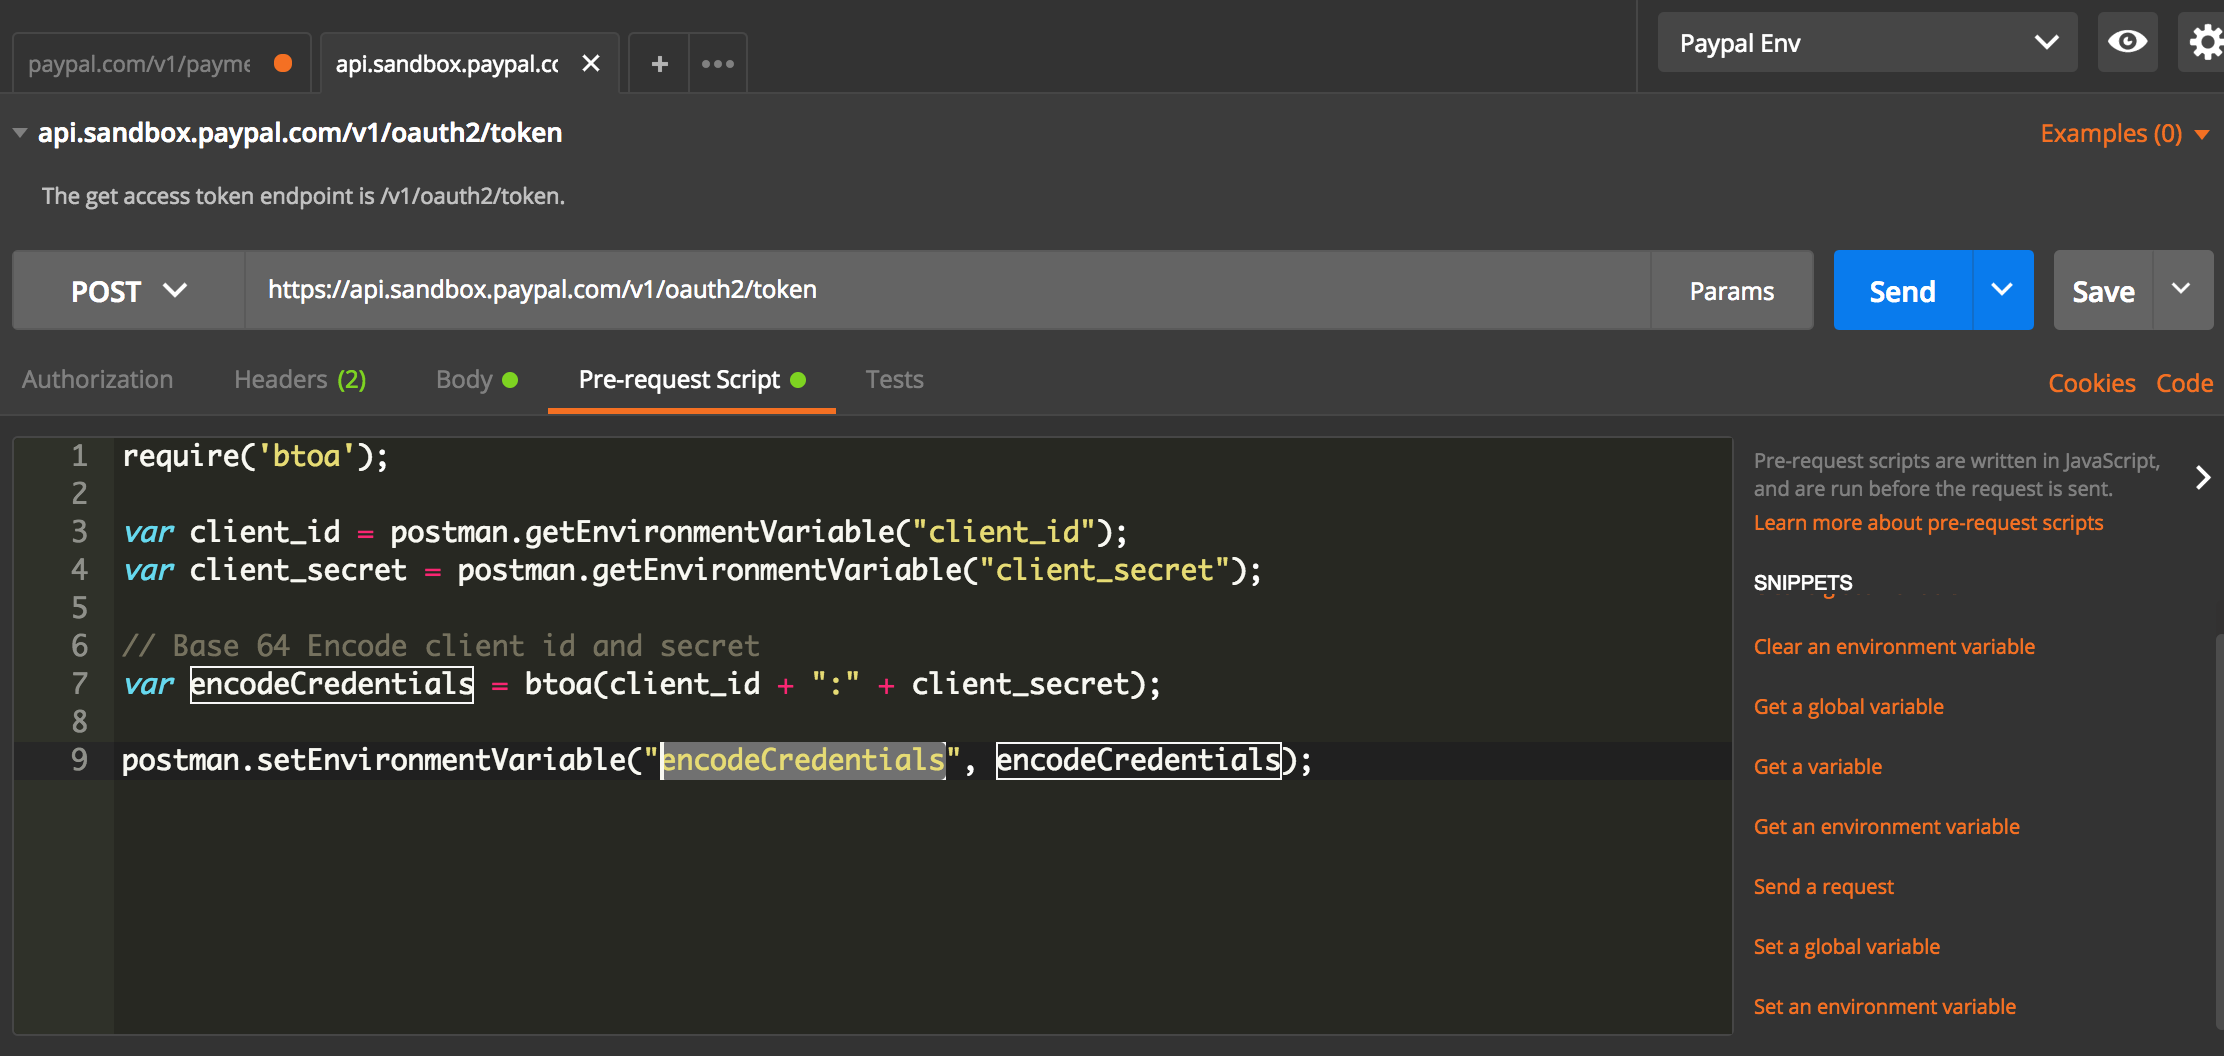 paypal.com/v1/payme
api.sandbox.paypal.cc
Paypal Env
api.sandbox.paypal.com/v1/oauth2/token
Examples (0)
The get access token endpoint is /v1/oauth2/token.
POST
https://api.sandbox.paypal.com/v1/oauth2/token
Params
Send
Save
Authorization
Headers (2)
Body
Pre-request Script
Tests
Cookies
Code
1 require('btoa');
2
3 var client_id = postman.getEnvironmentVariable("client_id");
4 var client_secret = postman.getEnvironmentVariable("client_secret");
5
6 // Base 64 Encode client id and secret
7 var encodeCredentials = btoa(client_id + ":" + client_secret);
8
9 postman.setEnvironmentVariable("encodeCredentials", encodeCredentials);
Pre-request scripts are written in JavaScript,
and are run before the request is sent.
Learn more about pre-request scripts
SNIPPETS
Clear an environment variable
Get a global variable
Get a variable
Get an environment variable
Send a request
Set a global variable
Set an environment variable